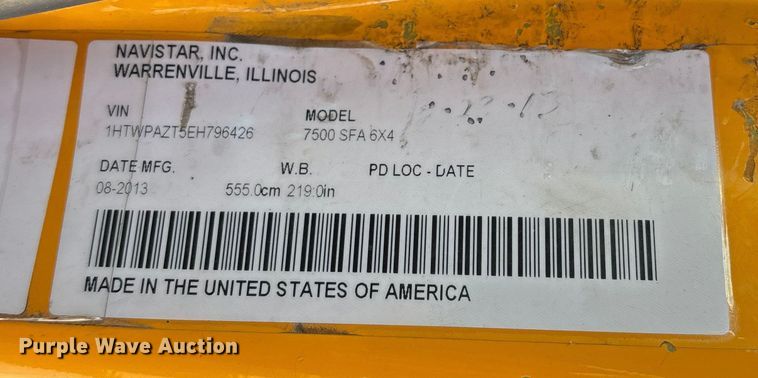 NAVISTAR, INC.
WARRENVILLE, ILLINOIS
VIN MODEL
1HTWPAZT5EH796426 7500 SFA 6X4
DATE MFG. W.B. PD LOC - DATE
08-2013 555.0cm 219.0in
MADE IN THE UNITED STATES OF AMERICA
Purple Wave Auction